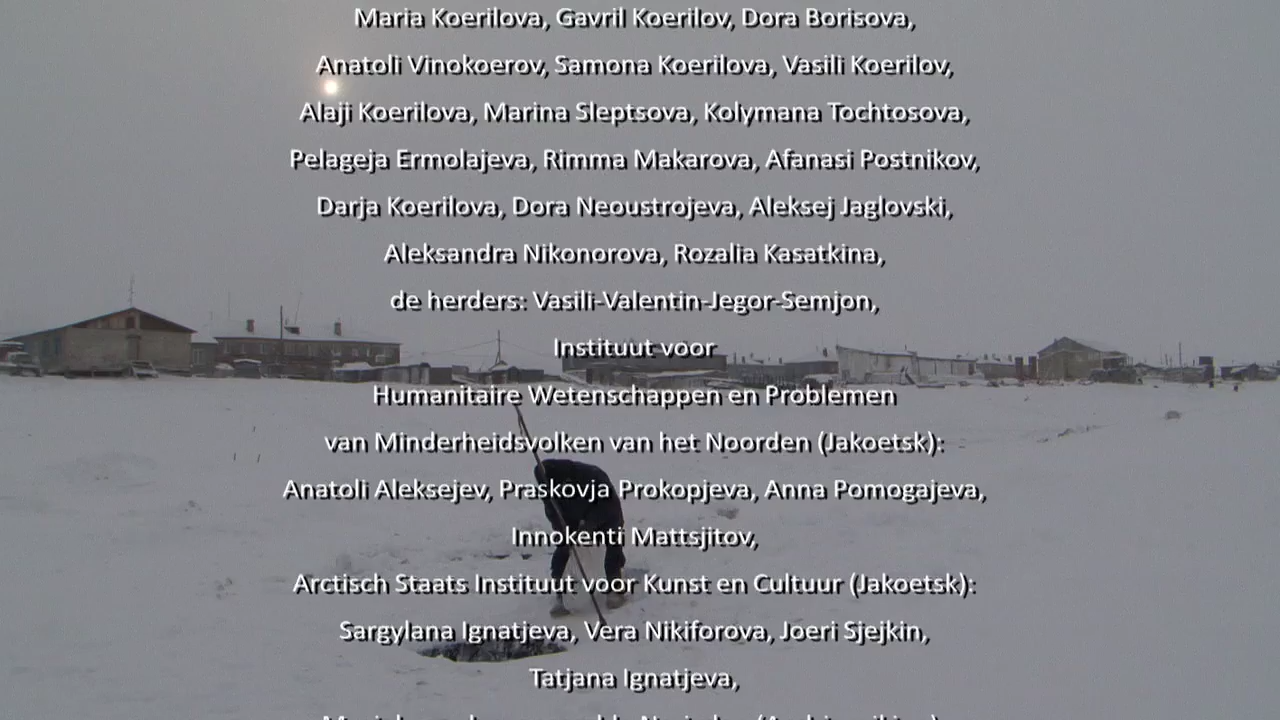 Maria Koerilova, Gavril Koerilov, Dora Borisova,
Anatoli Vinokoerov, Samona Koerilova, Vasili Koerilov,
Alaji Koerilova, Marina Sleptsova, Kolymana Tochtosova,
Pelageja Ermolajeva, Rimma Makarova, Afanasi Postnikov,
Darja Koerilova, Dora Neoustrojeva, Aleksej Jaglovski,
Aleksandra Nikonorova, Rozalia Kasatkina,
de herders: Vasili-Valentin-Jegor-Semjon,
Instituut voor
Humanitaire Wetenschappen en Problemen
van Minderheidsvolken van het Noorden (Jakoetsk):
Anatoli Aleksejev, Praskovja Prokopjeva, Anna Pomogajeva,
Innokenti Mattsjitov,
Arctisch Staats Instituut voor Kunst en Cultuur (Jakoetsk):
Sargylana Ignatjeva, Vera Nikiforova, Joeri Sjejkin,
Tatjana Ignatjeva,